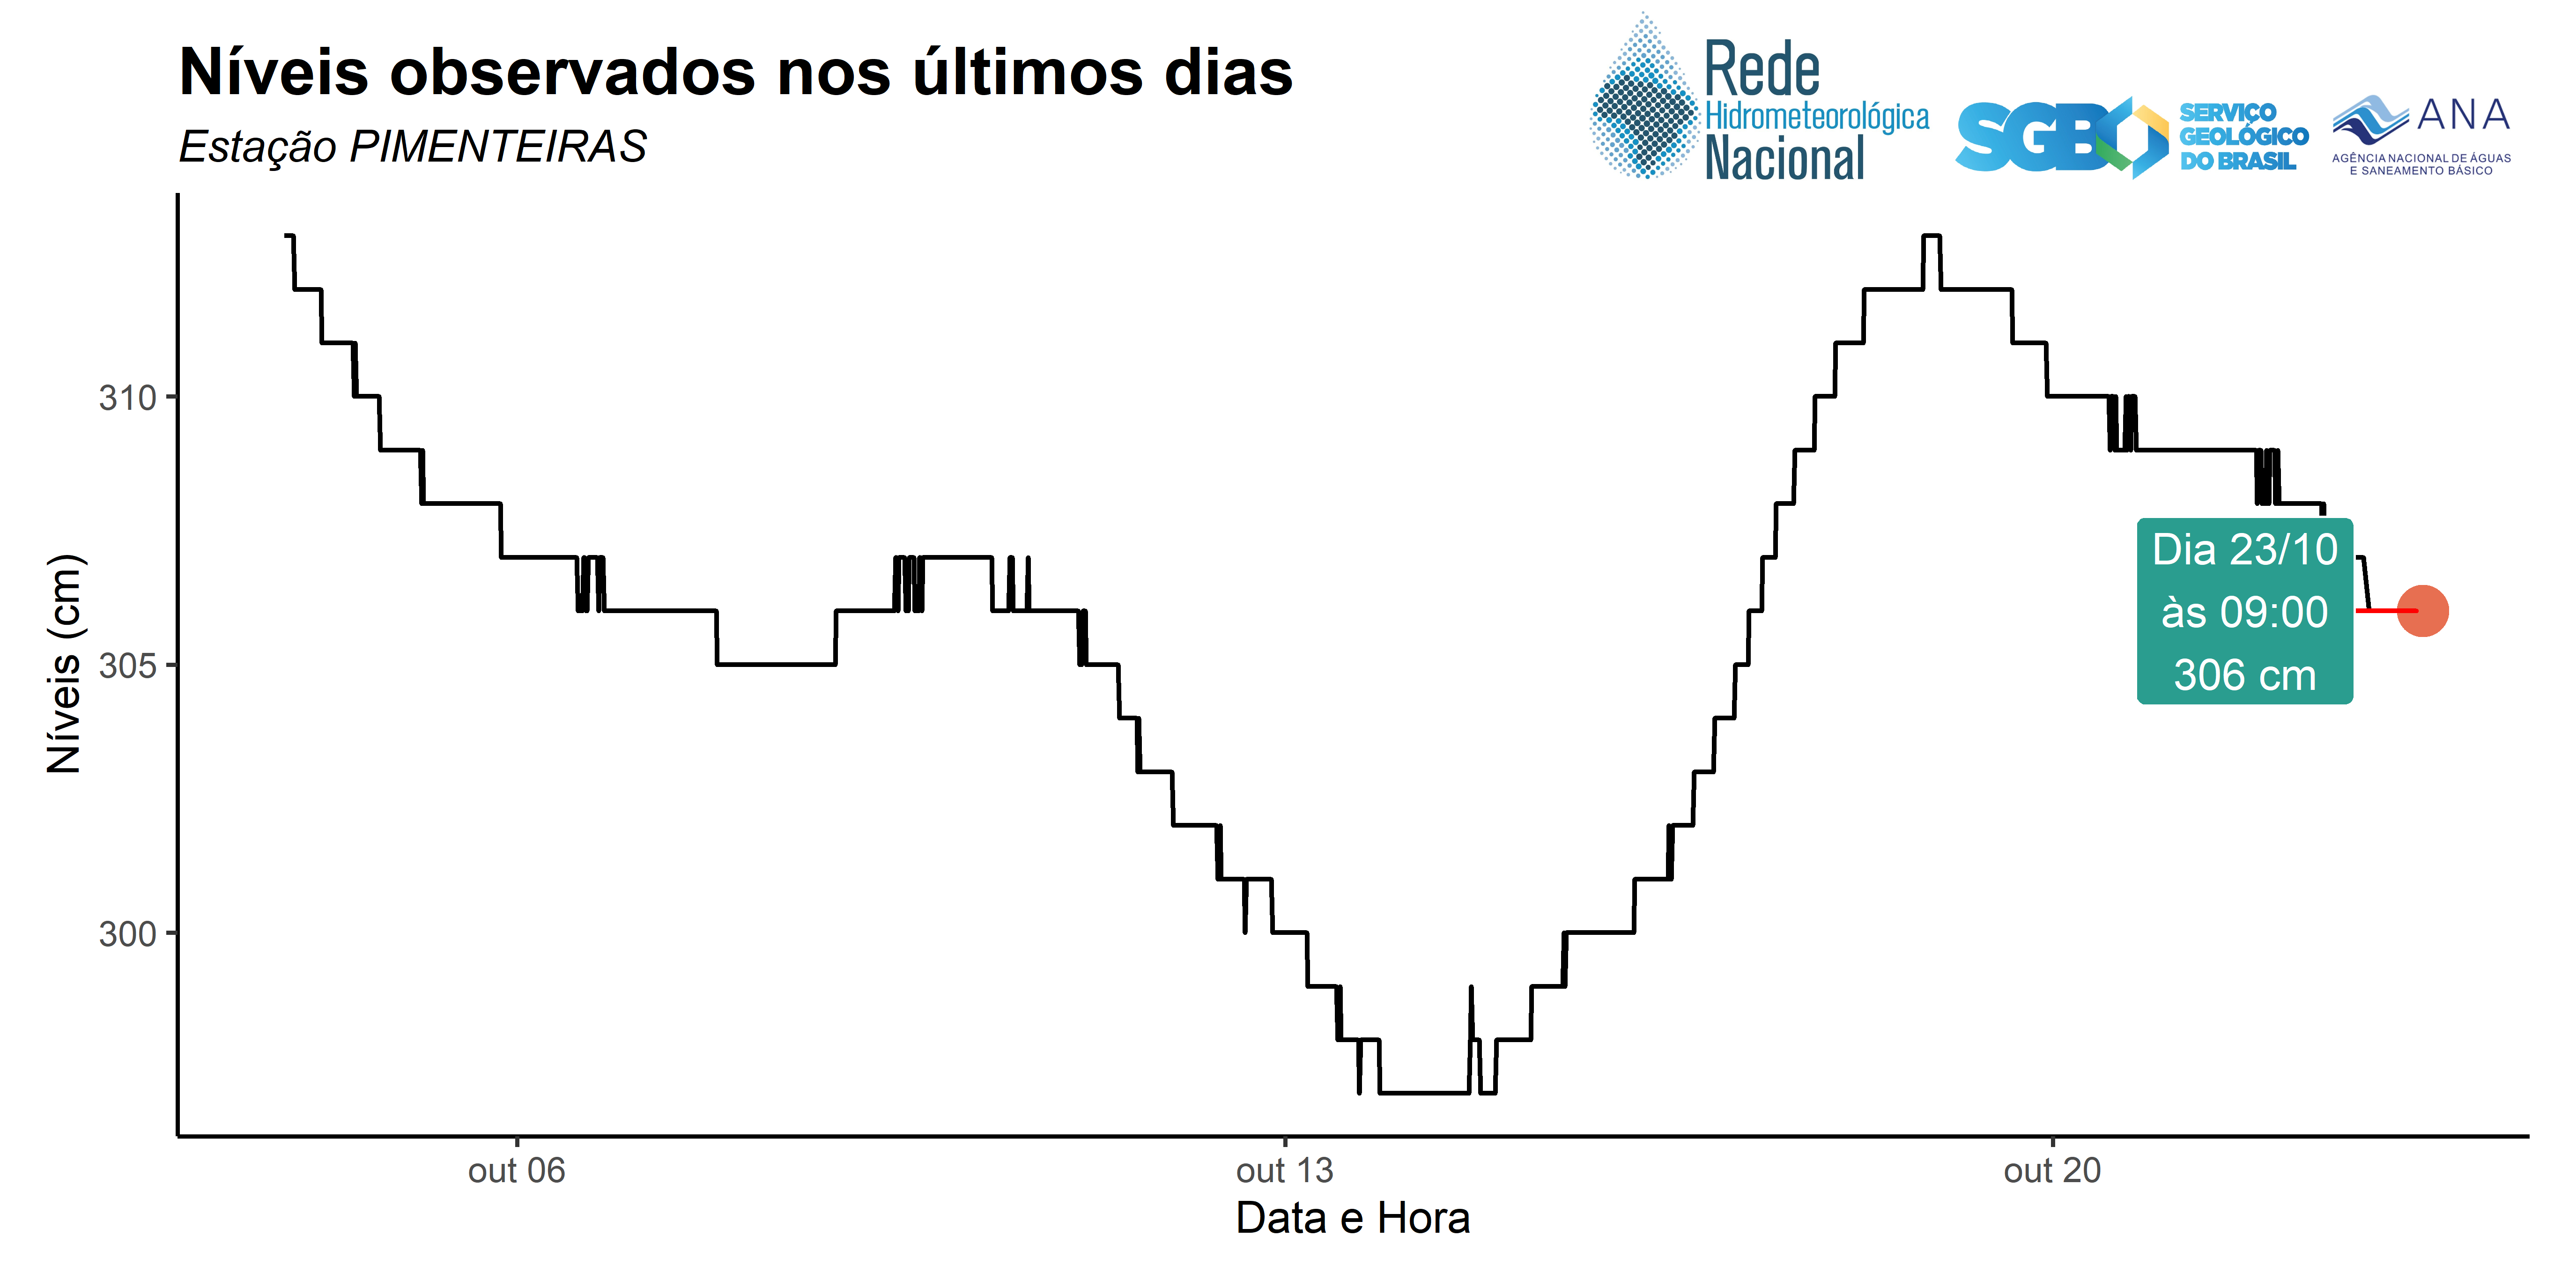 Níveis observados nos últimos dias
Estação PIMENTEIRAS
Rede
Hidrometeorológica
Nacional
SGB
SERVIÇO
GEOLÓGICO
DO BRASIL
ANA
AGÊNCIA NACIONAL DE ÁGUAS
E SANEAMENTO BÁSICO
Níveis (cm)
310
305
300
Dia 23/10
às 09:00
306 cm
out 06
out 13
out 20
Data e Hora